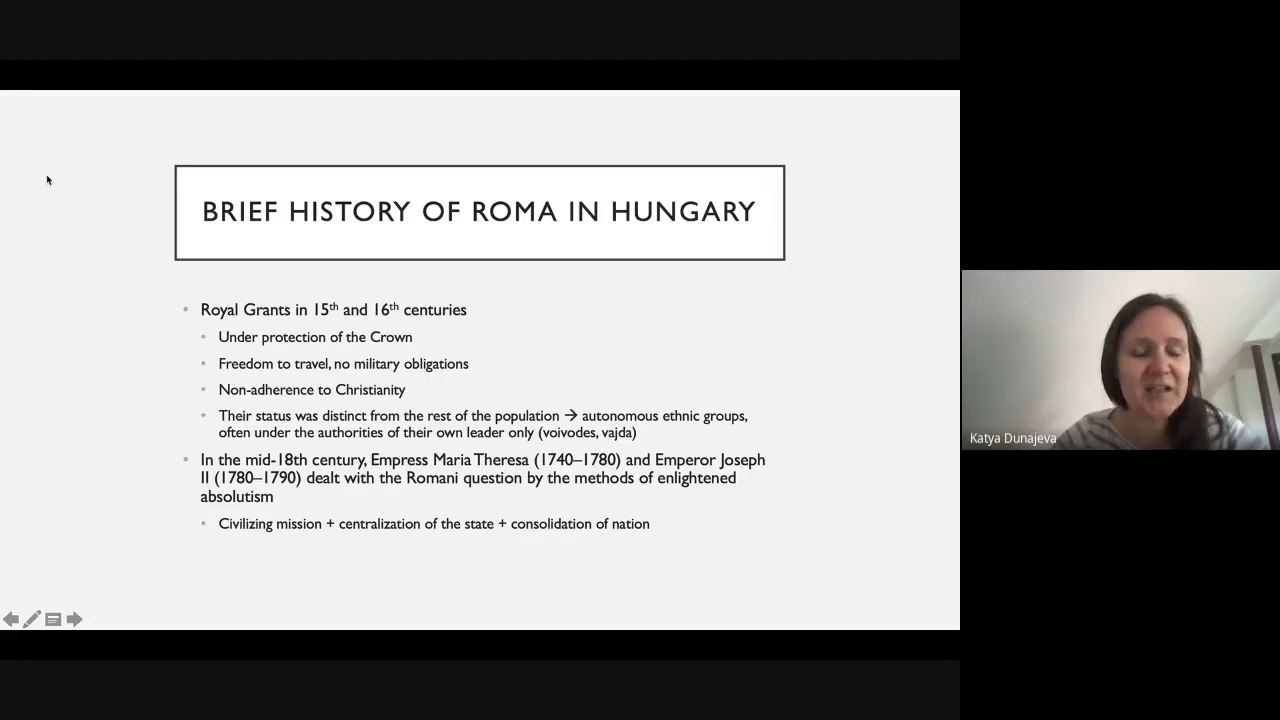 BRIEF HISTORY OF ROMA IN HUNGARY
• Royal Grants in 15th and 16th centuries
• Under protection of the Crown
• Freedom to travel, no military obligations
• Non-adherence to Christianity
• Their status was distinct from the rest of the population → autonomous ethnic groups,
often under the authorities of their own leader only (voivodes, vajda)
• In the mid-18th century, Empress Maria Theresa (1740–1780) and Emperor Joseph
II (1780–1790) dealt with the Romani question by the methods of enlightened
absolutism
• Civilizing mission + centralization of the state + consolidation of nation
Katya Dunajeva